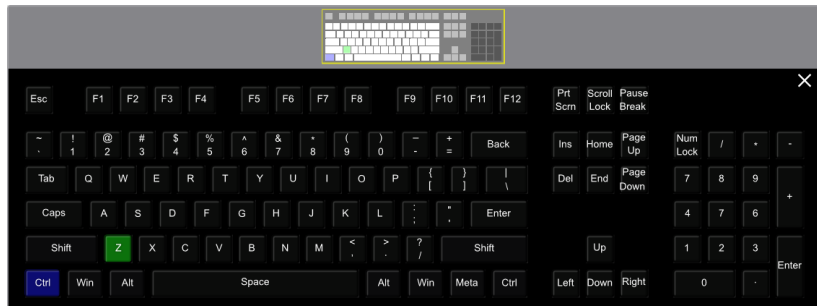 Esc F1 F2 F3 F4 F5 F6 F7 F8 F9 F10 F11 F12 Prt Scrn Scroll Lock Pause Break
~ ` ! 1 @ 2 # 3 $ 4 % 5 ^ 6 & 7 * 8 ( 9 ) 0 – - + = Back Ins Home Page Up Num Lock / * -
Tab Q W E R T Y U I O P { [ } ] | \ Del End Page Down 7 8 9 +
Caps A S D F G H J K L : ; " , Enter 4 7 6
Shift Z X C V B N M < , > . ? / Shift Up 1 2 3 Enter
Ctrl Win Alt Space Alt Win Meta Ctrl Left Down Right 0 .